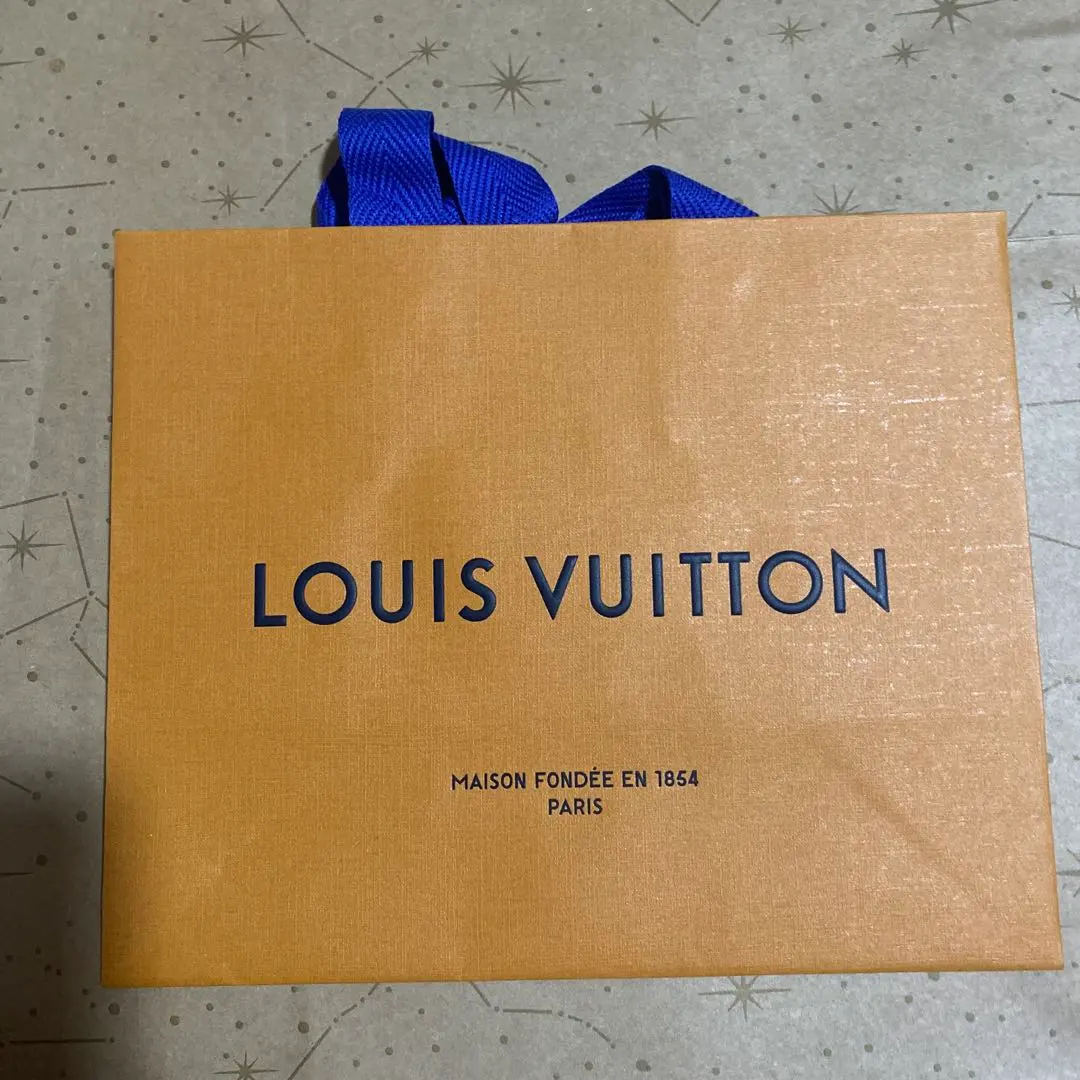 LOUIS VUITTON
MAISON FONDÉE EN 1854
PARIS